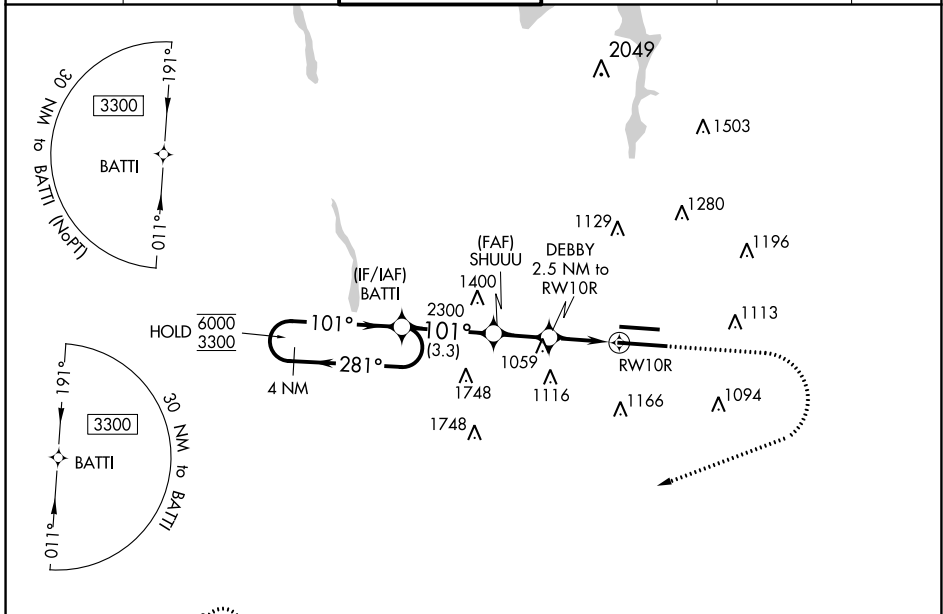 2049
191°
30 NM to BATTI (NoPT)
3300
BATTI
011°
1503
1280
1129
1196
(FAF)
SHUUU
DEBBY
2.5 NM to
RW10R
(IF/IAF)
BATTI
1400
2300
HOLD
6000
3300
101°
101°
(3.3)
1113
1059
RW10R
281°
4 NM
1748
1116
1166
1094
1748
191°
30 NM to BATTI
3300
BATTI
011°